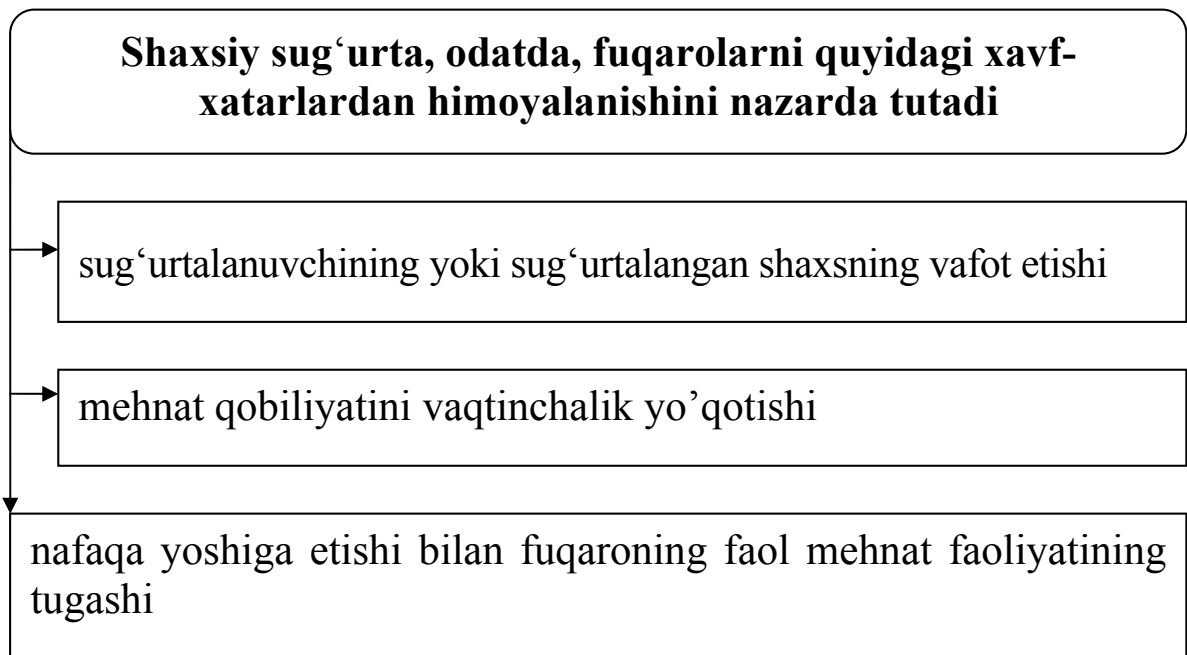 Shaxsiy sug‘urta, odatda, fuqarolarni quyidagi xavf-
xatarlardan himoyalanishini nazarda tutadi
sug‘urtalanuvchining yoki sug‘urtalangan shaxsning vafot etishi
mehnat qobiliyatini vaqtinchalik yo’qotishi
nafaqa yoshiga etishi bilan fuqaroning faol mehnat faoliyatining
tugashi